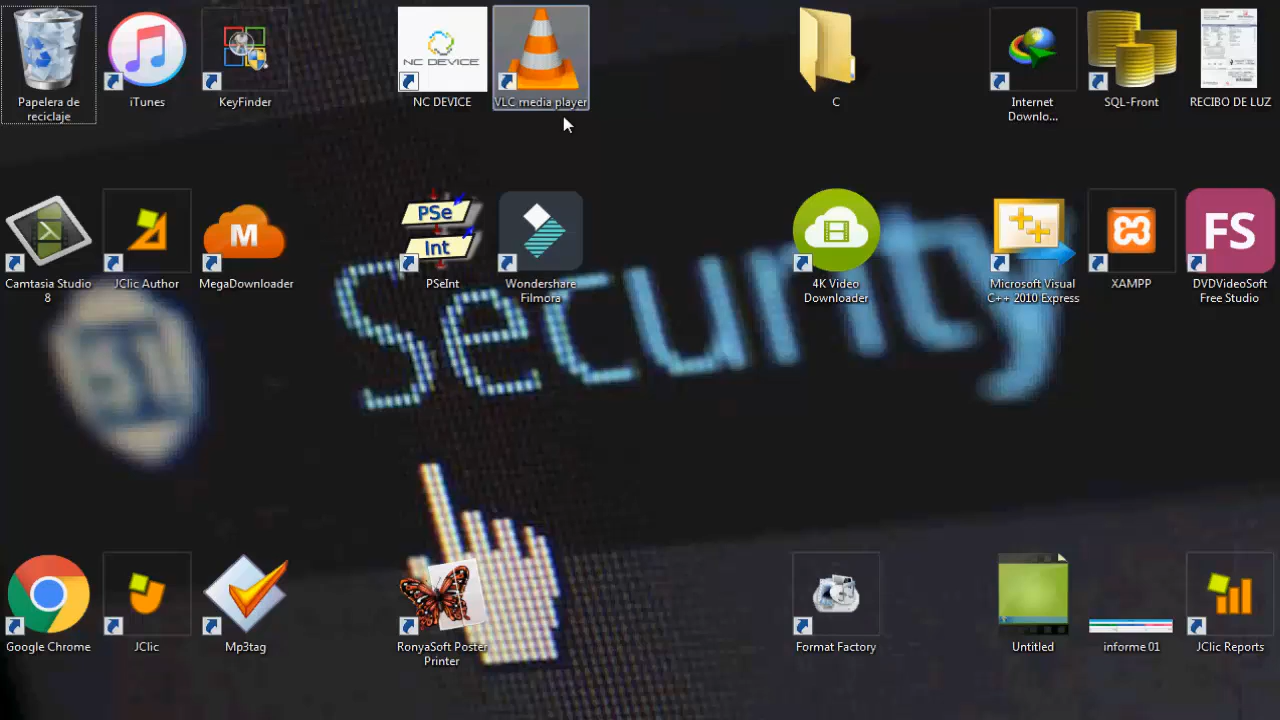 Papelera de
reciclaje
iTunes
KeyFinder
NC DEVICE
NC DEVICE
VLC media player
C
Internet
Downlo...
SQL-Front
RECIBO DE LUZ
Camtasia Studio
8
JClic Author
M
MegaDownloader
PSe
Int
PSeInt
Wondershare
Filmora
4K Video
Downloader
Microsoft Visual
C++ 2010 Express
XAMPP
FS
DVDVideoSoft
Free Studio
Security
Google Chrome
JClic
Mp3tag
RonyaSoft Poster
Printer
Format Factory
Untitled
informe 01
JClic Reports